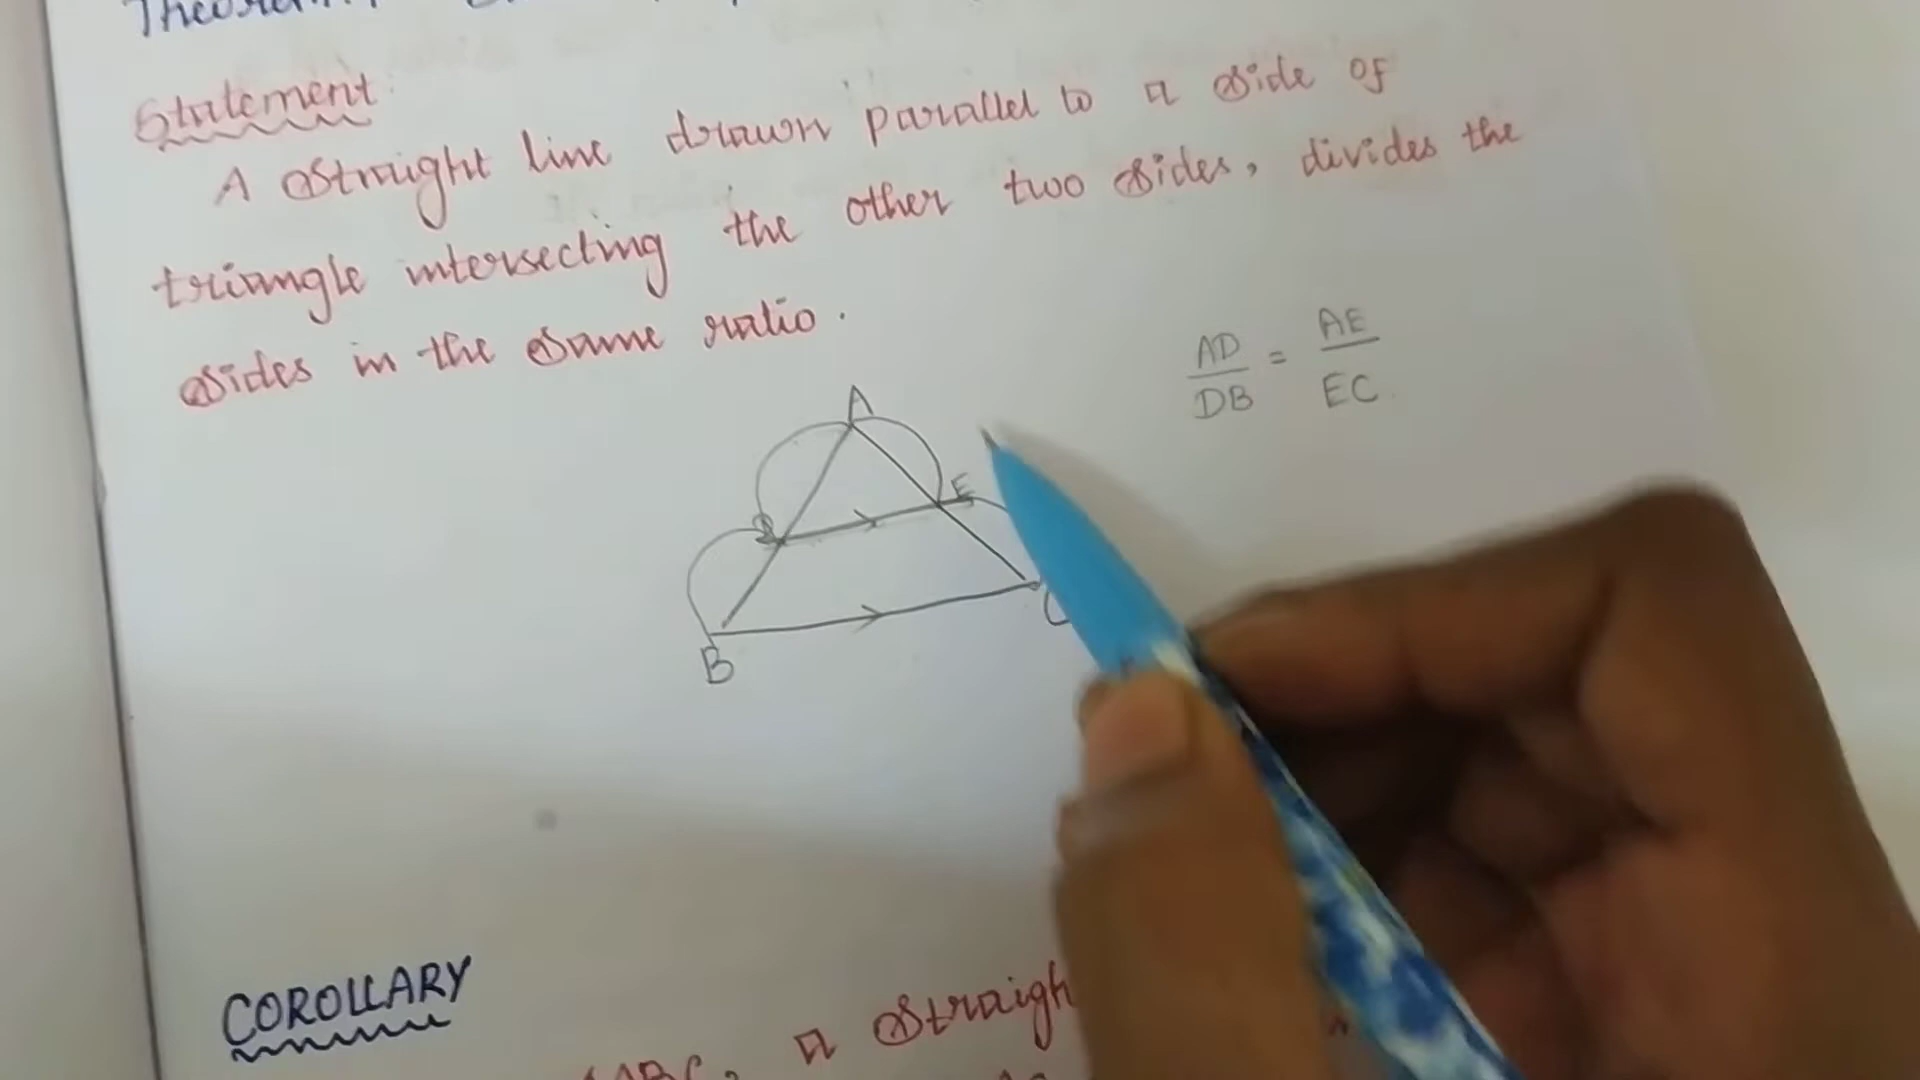 Statement
A straight line drawn parallel to a side of
triangle intersecting the other two sides, divides the
sides in the same ratio.
AD/DB = AE/EC
A
E
B
C
COROLLARY
a straigh
ABC,